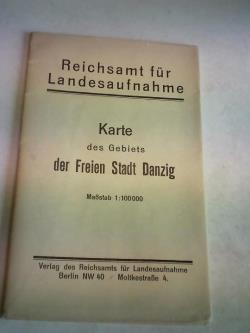 Reichsamt für
Landesaufnahme
Karte
des Gebiets
der Freien Stadt Danzig
Maßstab 1:100000
Verlag des Reichsamts für Landesaufnahme
Berlin NW 40 / Moltkestraße 4.